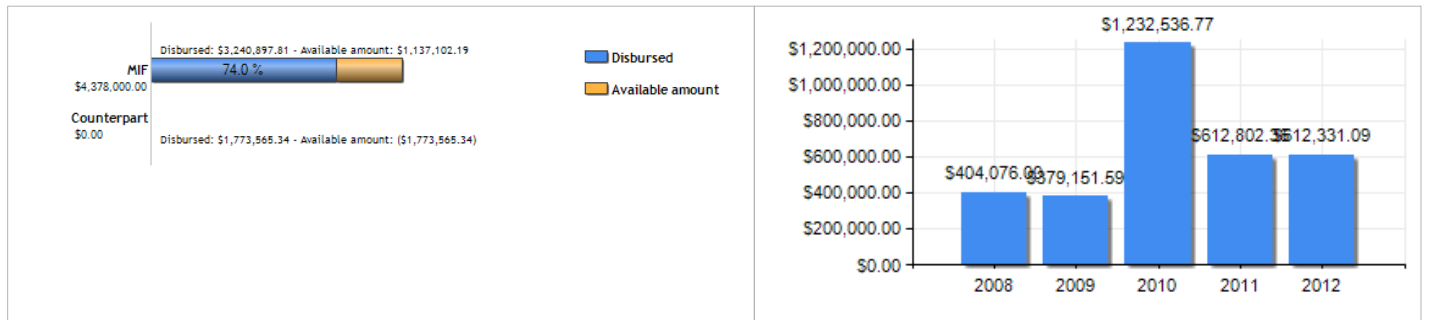 Disbursed: $3,240,897.81 - Available amount: $1,137,102.19
MIF
74.0 %
$4,378,000.00
Counterpart
$0.00
Disbursed: $1,773,565.34 - Available amount: ($1,773,565.34)
Disbursed
Available amount
$1,232,536.77
$1,200,000.00
$1,000,000.00
$800,000.00
$600,000.00
$400,000.00
$200,000.00
$0.00
$404,076.00
$379,151.59
$612,802.36
$612,331.09
2008 2009 2010 2011 2012